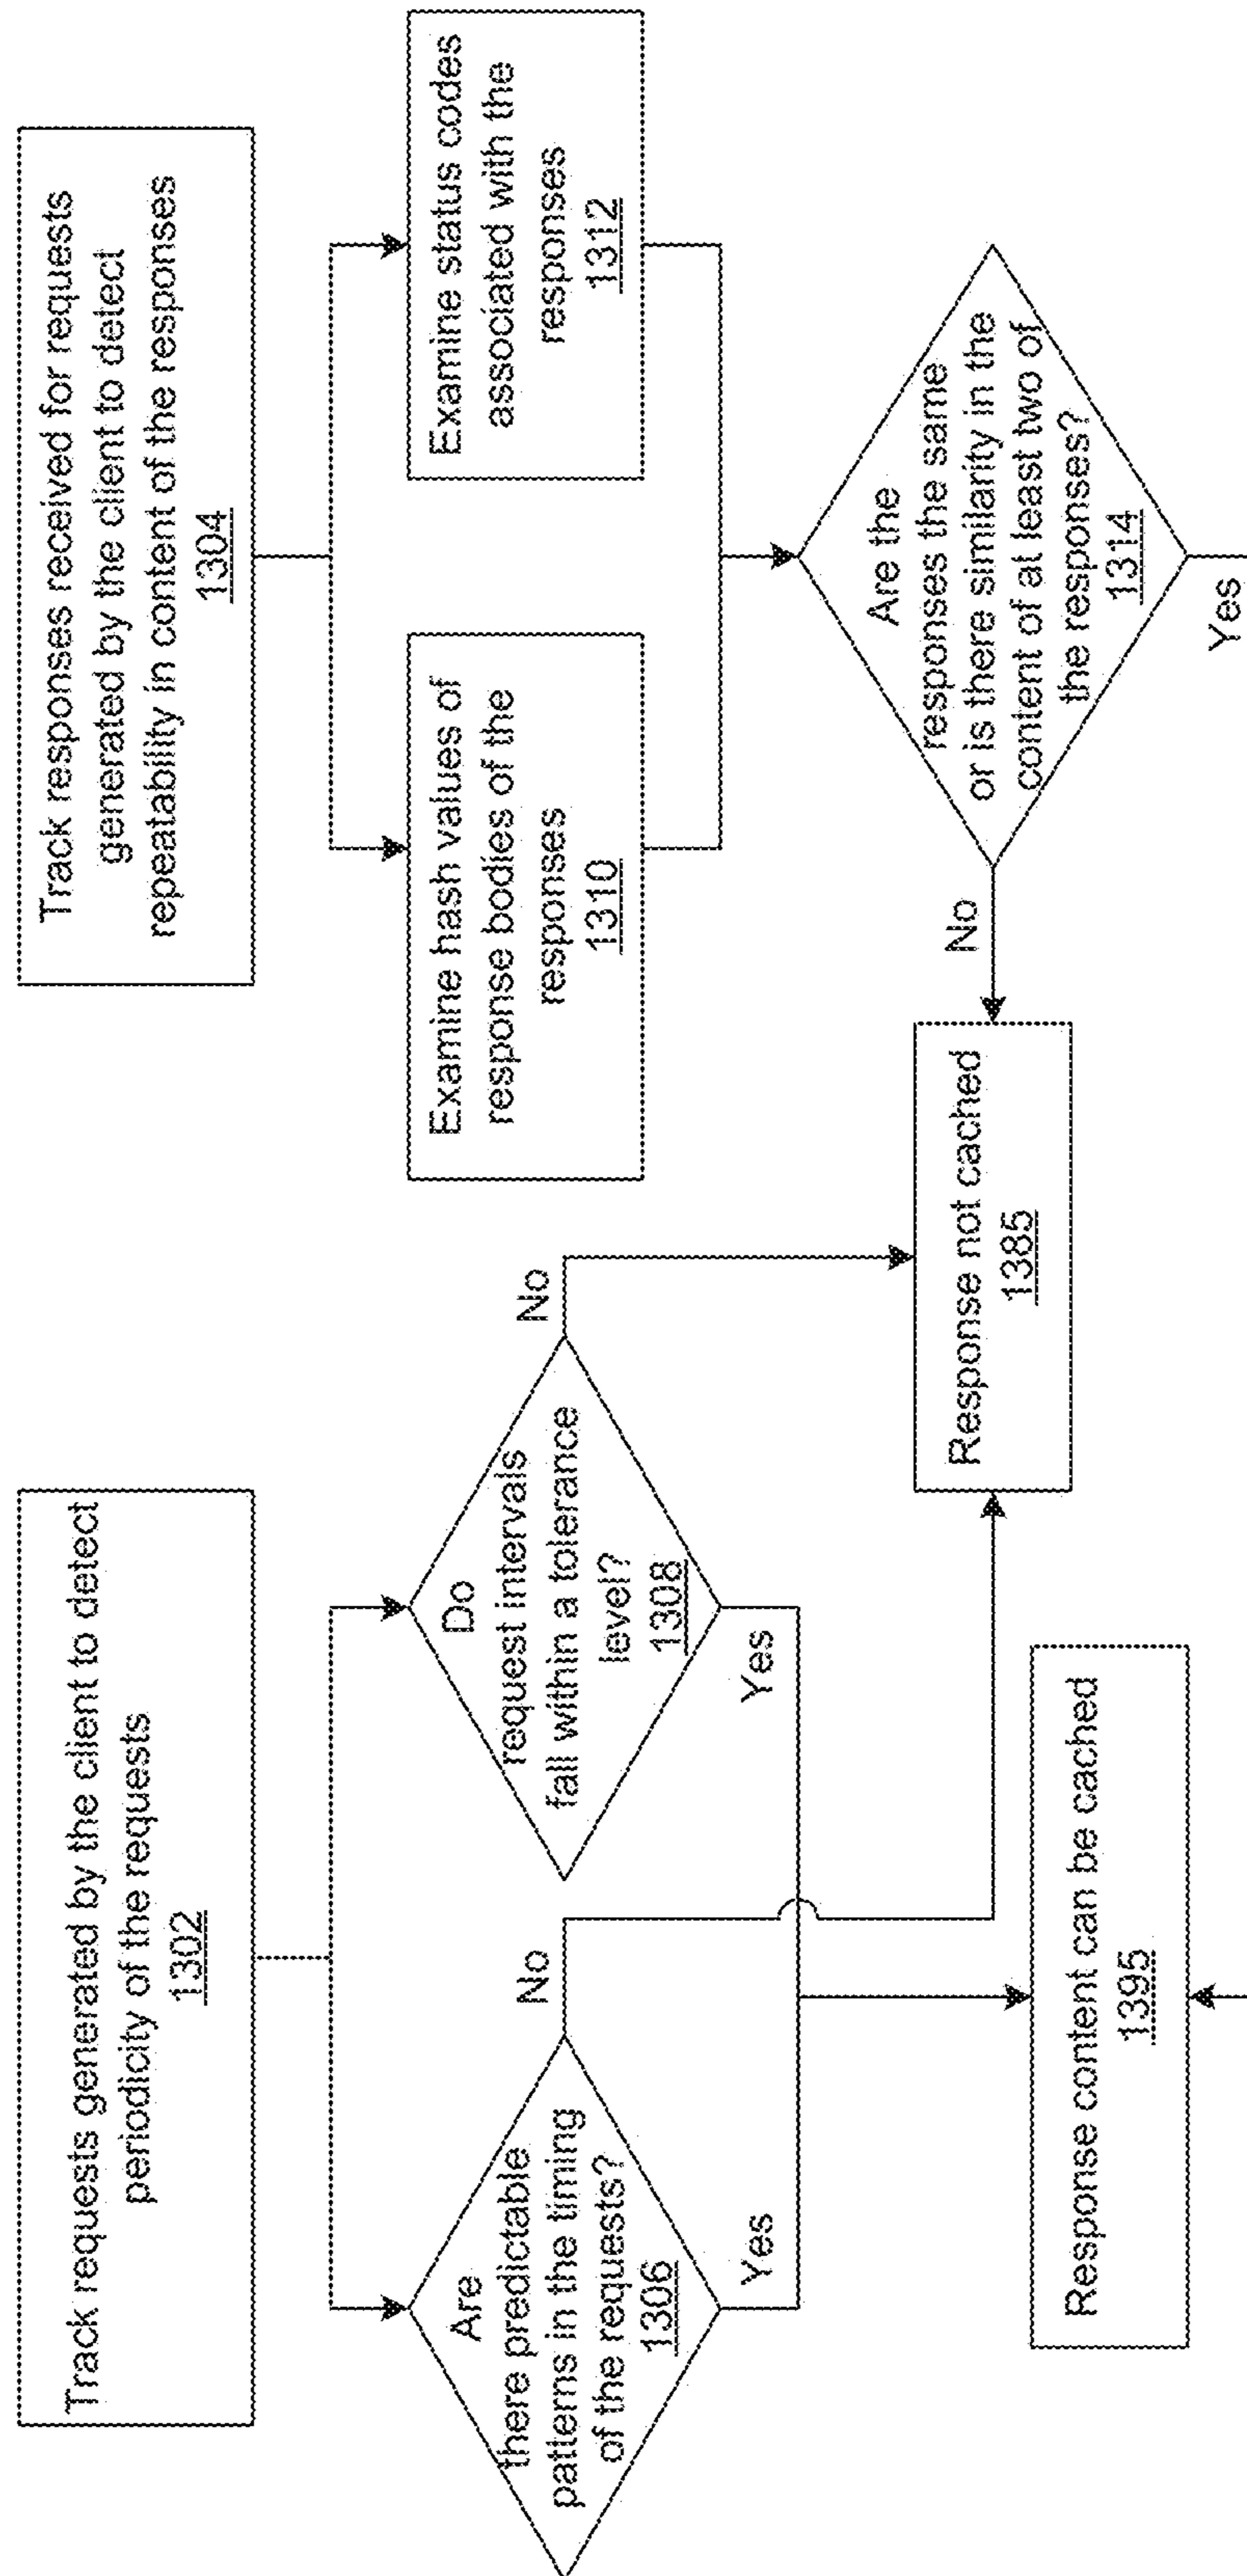 Track requests generated by the client to detect
periodicity of the requests
1302
Are
there predictable
patterns in the timing
of the requests?
1306
No
Yes
Do
request intervals
fall within a tolerance
level?
1308
No
Yes
Response content can be cached
1395
Response not cached
1385
Track responses received for requests
generated by the client to detect
repeatability in content of the responses
1304
Examine hash values of
response bodies of the
responses
1310
Examine status codes
associated with the
responses
1312
Are the
responses the same
or is there similarity in the
content of at least two of
the responses?
1314
No
Yes